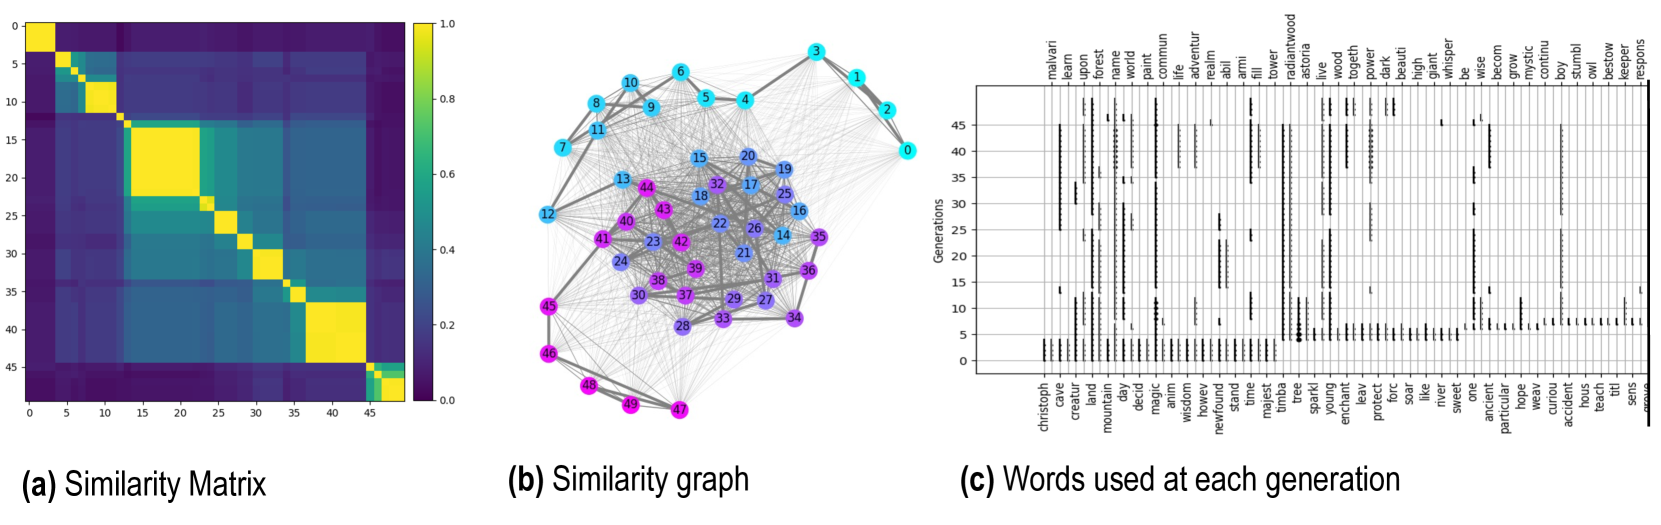 0
5
10
15
20
25
30
35
40
45
0 5 10 15 20 25 30 35 40 45
1.0
0.8
0.6
0.4
0.2
0.0
(a) Similarity Matrix
3
1
2
0
6
10
5
4
8
9
11
7
15
20
19
13
44
32
17
18
25
12
40
43
16
41
23
22
26
14
35
42
24
21
39
36
38
31
30
37
29
27
45
28
33
34
46
48
49
47
(b) Similarity graph
malvari
learn
upon
forest
name
world
paint
commun
life
adventur
realm
abil
armi
fill
tower
radiantwood
astoria
live
wood
togeth
power
dark
beauti
high
giant
whisper
be
wise
becom
grow
mystic
continu
boy
stumbl
owl
bestow
keeper
respons
Generations
45
40
35
30
25
20
15
10
5
0
christoph
cave
creatur
land
mountain
day
decid
magic
anim
wisdom
howev
newfound
stand
time
majest
timba
tree
sparkl
young
enchant
leav
protect
forc
soar
like
river
sweet
one
ancient
particular
hope
weav
curiou
accident
hous
teach
titl
sens
(c) Words used at each generation